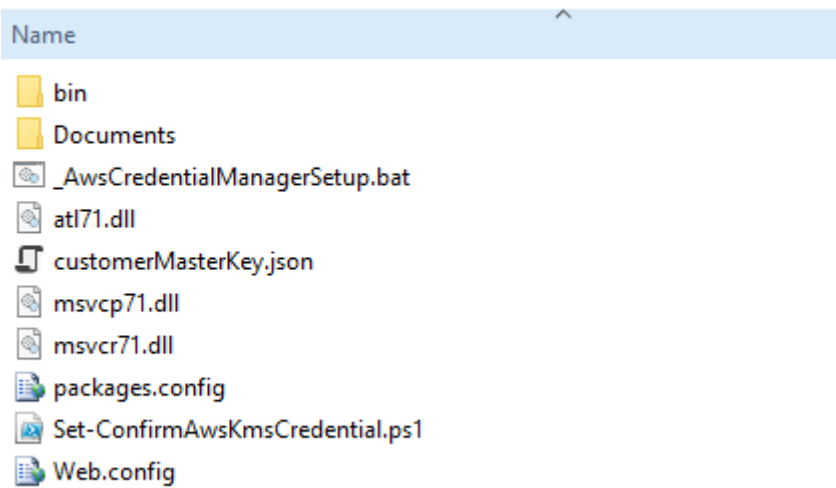 Name
bin
Documents
_AwsCredentialManagerSetup.bat
atl71.dll
customerMasterKey.json
msvcp71.dll
msvcr71.dll
packages.config
Set-ConfirmAwsKmsCredential.ps1
Web.config